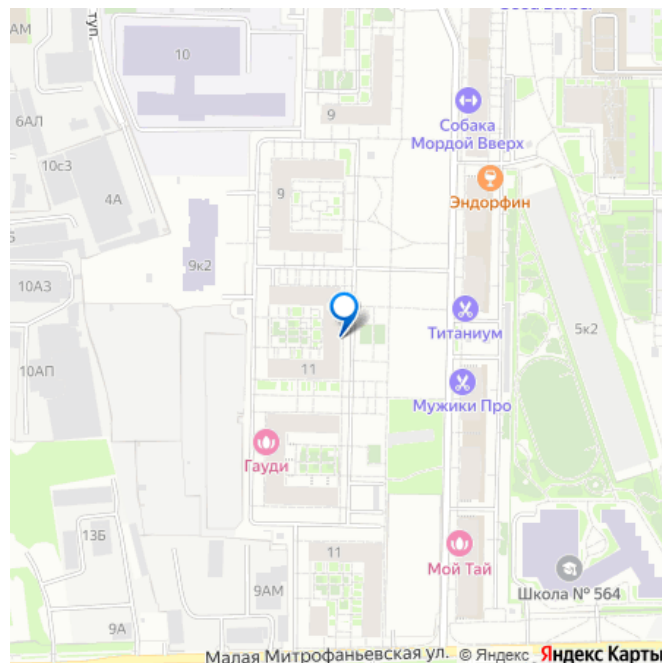 АМ
туп.
10
9
6АЛ
Собака
Мордой Вверх
10с3
4А
Эндорфин
9
9к2
10А3
Титаниум
5к2
10АП
11
Мужики Про
Гауди
13Б
11
Мой Тай
9АМ
Школа № 564
9А
Малая Митрофаньевская ул.
© Яндекс Яндекс Карты